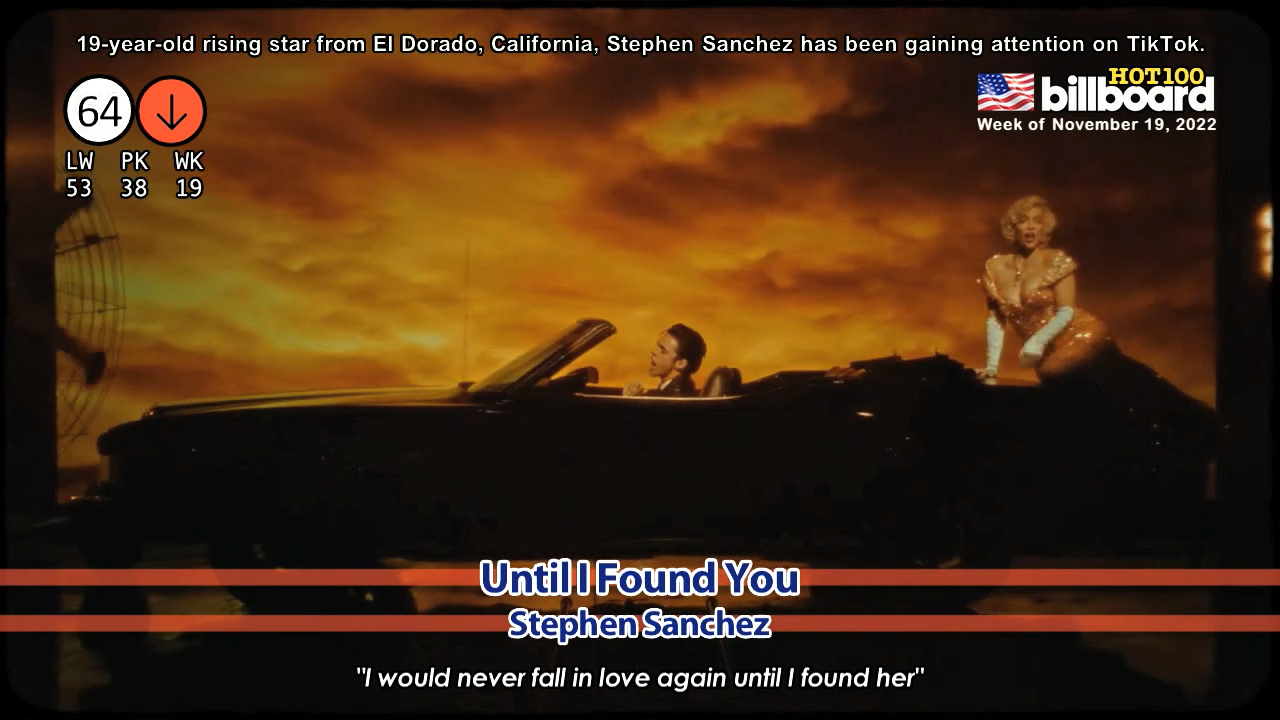 19-year-old rising star from El Dorado, California, Stephen Sanchez has been gaining attention on TikTok.
64
LW PK WK
53 38 19
HOT100
billboard
Week of November 19, 2022
Until I Found You
Stephen Sanchez
"I would never fall in love again until I found her"